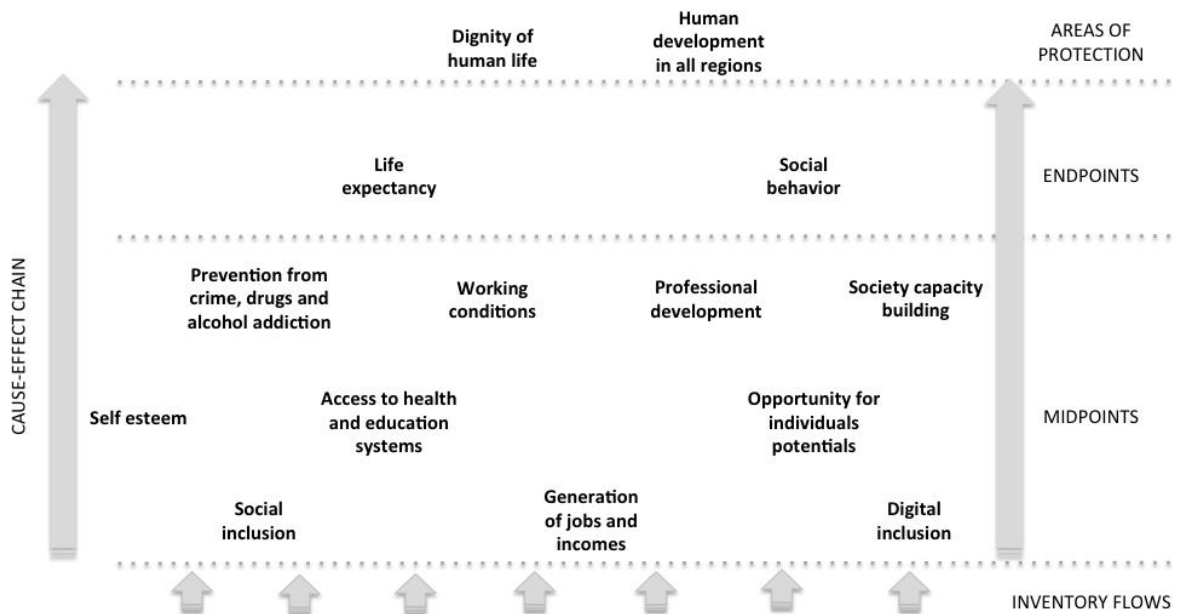 Dignity of
human life
Human
development
in all regions
AREAS OF
PROTECTION
Life
expectancy
Social
behavior
ENDPOINTS
CAUSE-EFFECT CHAIN
Prevention from
crime, drugs and
alcohol addiction
Working
conditions
Professional
development
Society capacity
building
Self esteem
Access to health
and education
systems
Opportunity for
individuals
potentials
MIDPOINTS
Social
inclusion
Generation
of jobs and
incomes
Digital
inclusion
INVENTORY FLOWS